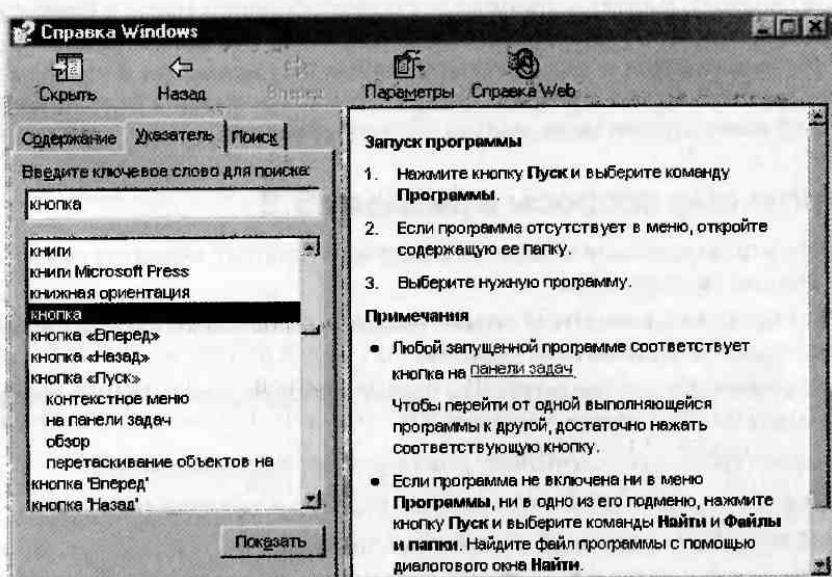 Справка Windows
Скрыть Назад Вперед Параметры Справка Web
Содержание Указатель Поиск
Введите ключевое слово для поиска:
кнопка
книги
книги Microsoft Press
книжная ориентация
кнопка
кнопка «Вперед»
кнопка «Назад»
кнопка «Пуск»
контекстное меню
на панели задач
обзор
перетаскивание объектов на
кнопка 'Вперед'
кнопка 'Назад'
Показать
Запуск программы
1. Нажмите кнопку Пуск и выберите команду
Программы.
2. Если программа отсутствует в меню, откройте
содержащую ее папку.
3. Выберите нужную программу.
Примечания
• Любой запущенной программе соответствует
кнопка на панели задач.
Чтобы перейти от одной выполняющейся
программы к другой, достаточно нажать
соответствующую кнопку.
• Если программа не включена ни в меню
Программы, ни в одно из его подменю, нажмите
кнопку Пуск и выберите команды Найти и Файлы
и папки. Найдите файл программы с помощью
диалогового окна Найти.